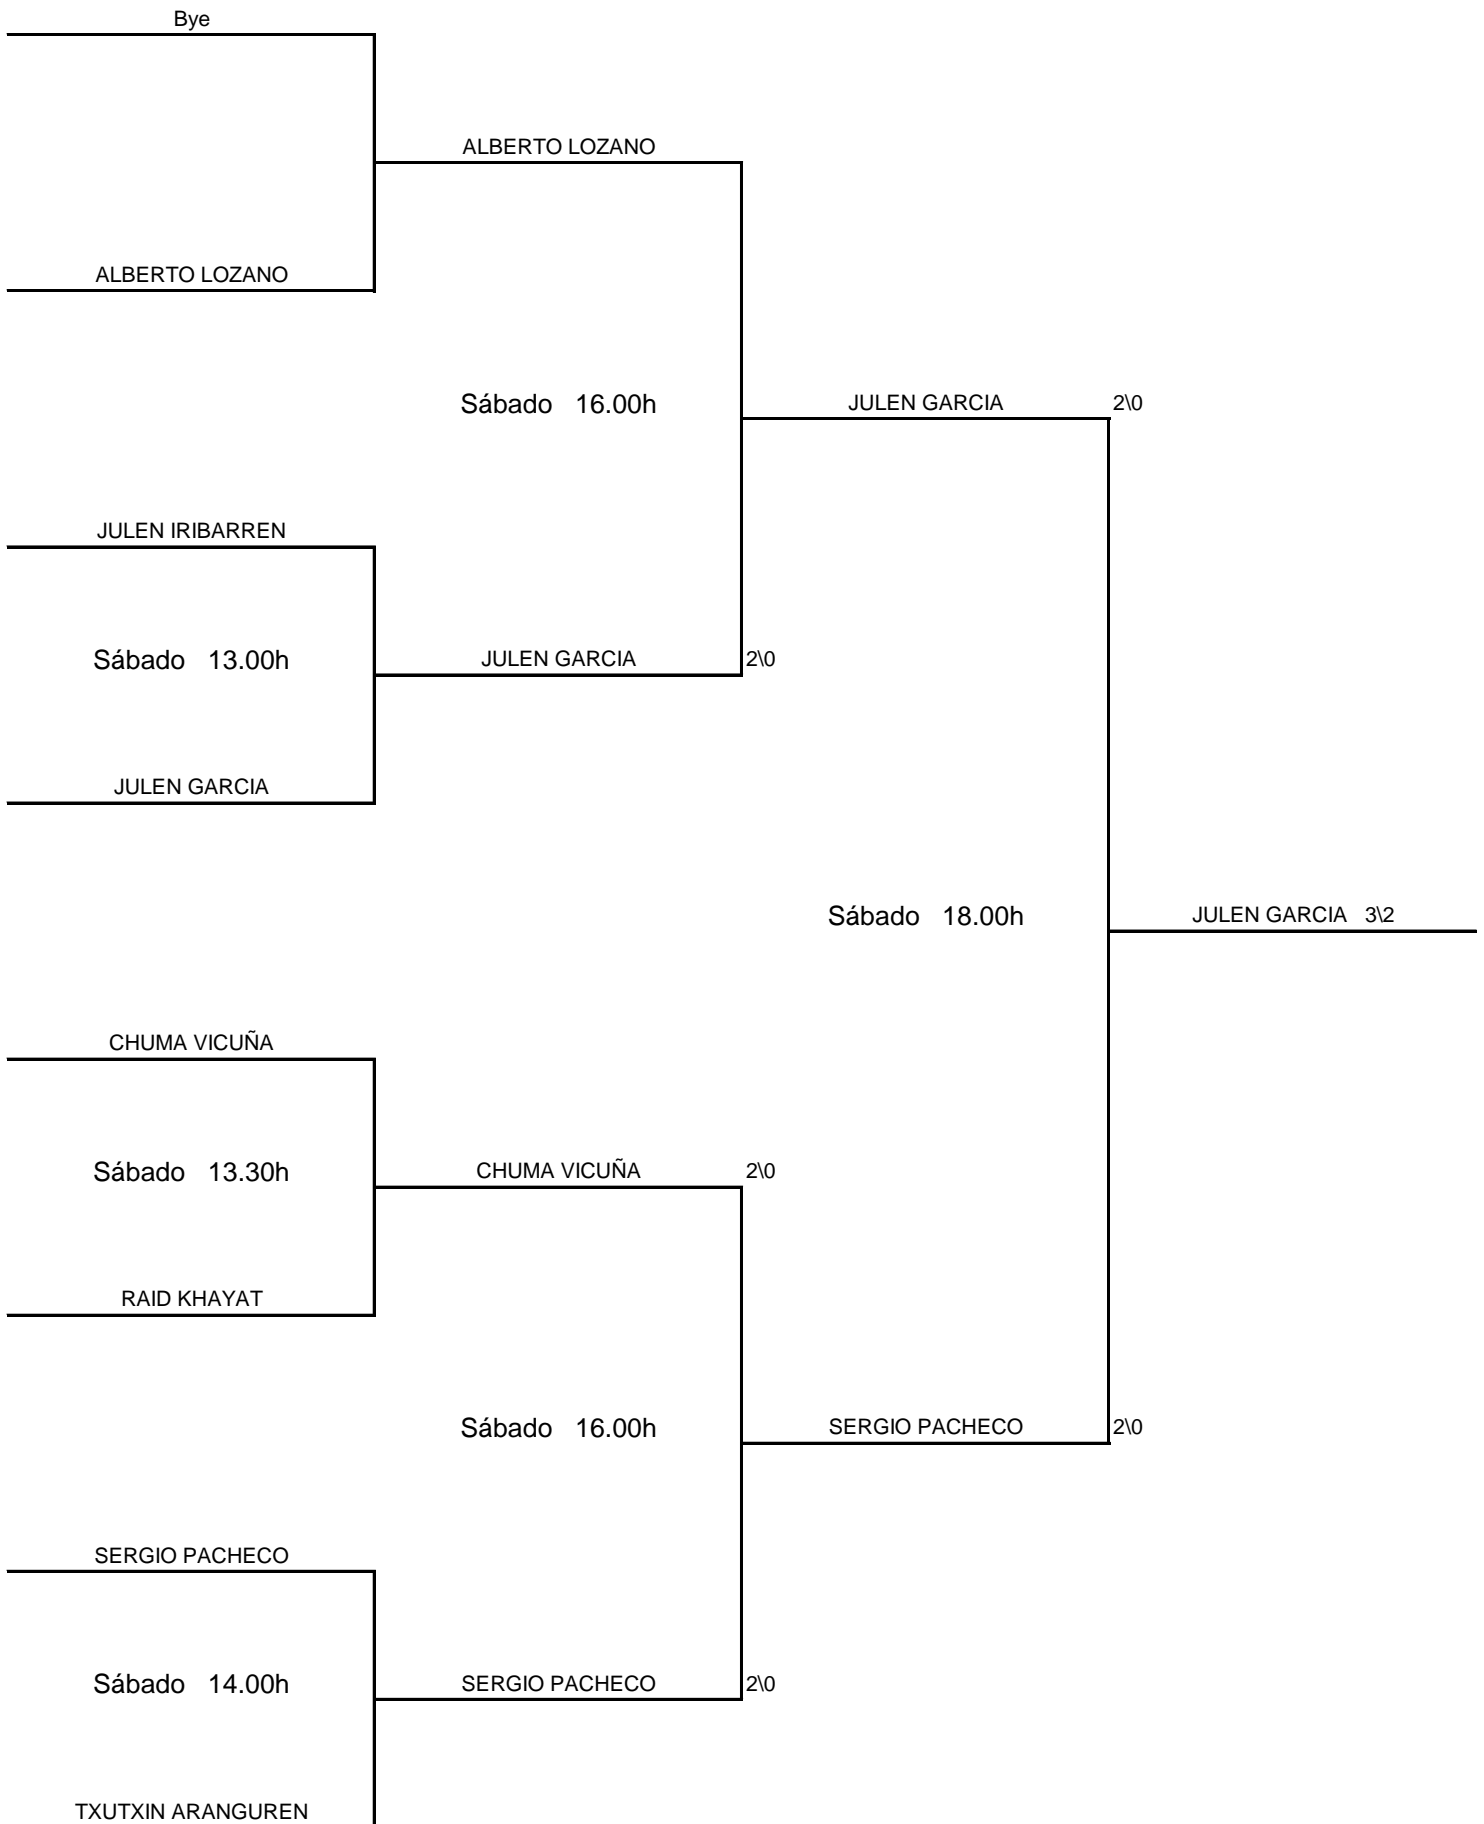 Bye
ALBERTO LOZANO
ALBERTO LOZANO
Sábado 16.00h
JULEN GARCIA 2\0
JULEN IRIBARREN
Sábado 13.00h
JULEN GARCIA 2\0
JULEN GARCIA
Sábado 18.00h
JULEN GARCIA 3\2
CHUMA VICUÑA
Sábado 13.30h
CHUMA VICUÑA 2\0
RAID KHAYAT
Sábado 16.00h
SERGIO PACHECO 2\0
SERGIO PACHECO
Sábado 14.00h
SERGIO PACHECO 2\0
TXUTXIN ARANGUREN